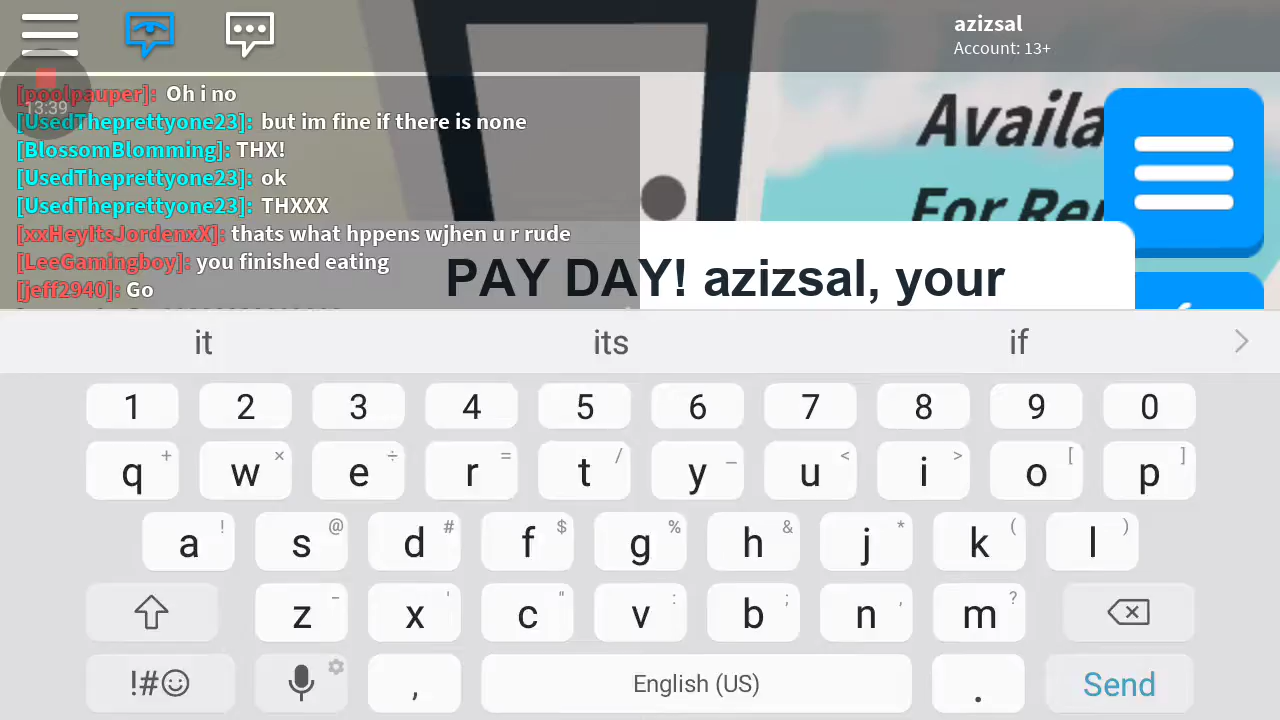 azizsal
Account: 13+
13:39
[poolpauper]: Oh i no
[UsedTheprettyone23]: but im fine if there is none
[BlossomBlomming]: THX!
[UsedTheprettyone23]: ok
[UsedTheprettyone23]: THXXX
[xxHeyItsJordenxX]: thats what hppens wjhen u r rude
[LeeGamingboy]: you finished eating
[jeff2940]: Go
Availa
For Re
PAY DAY! azizsal, your
it its if
1 2 3 4 5 6 7 8 9 0
q + w × e ÷ r = t / y _ u < i > o [ p ]
a ! s @ d # f $ g % h & j * k ( l )
z - x ' c " v : b ; n , m ?
!#☺ , English (US) . Send